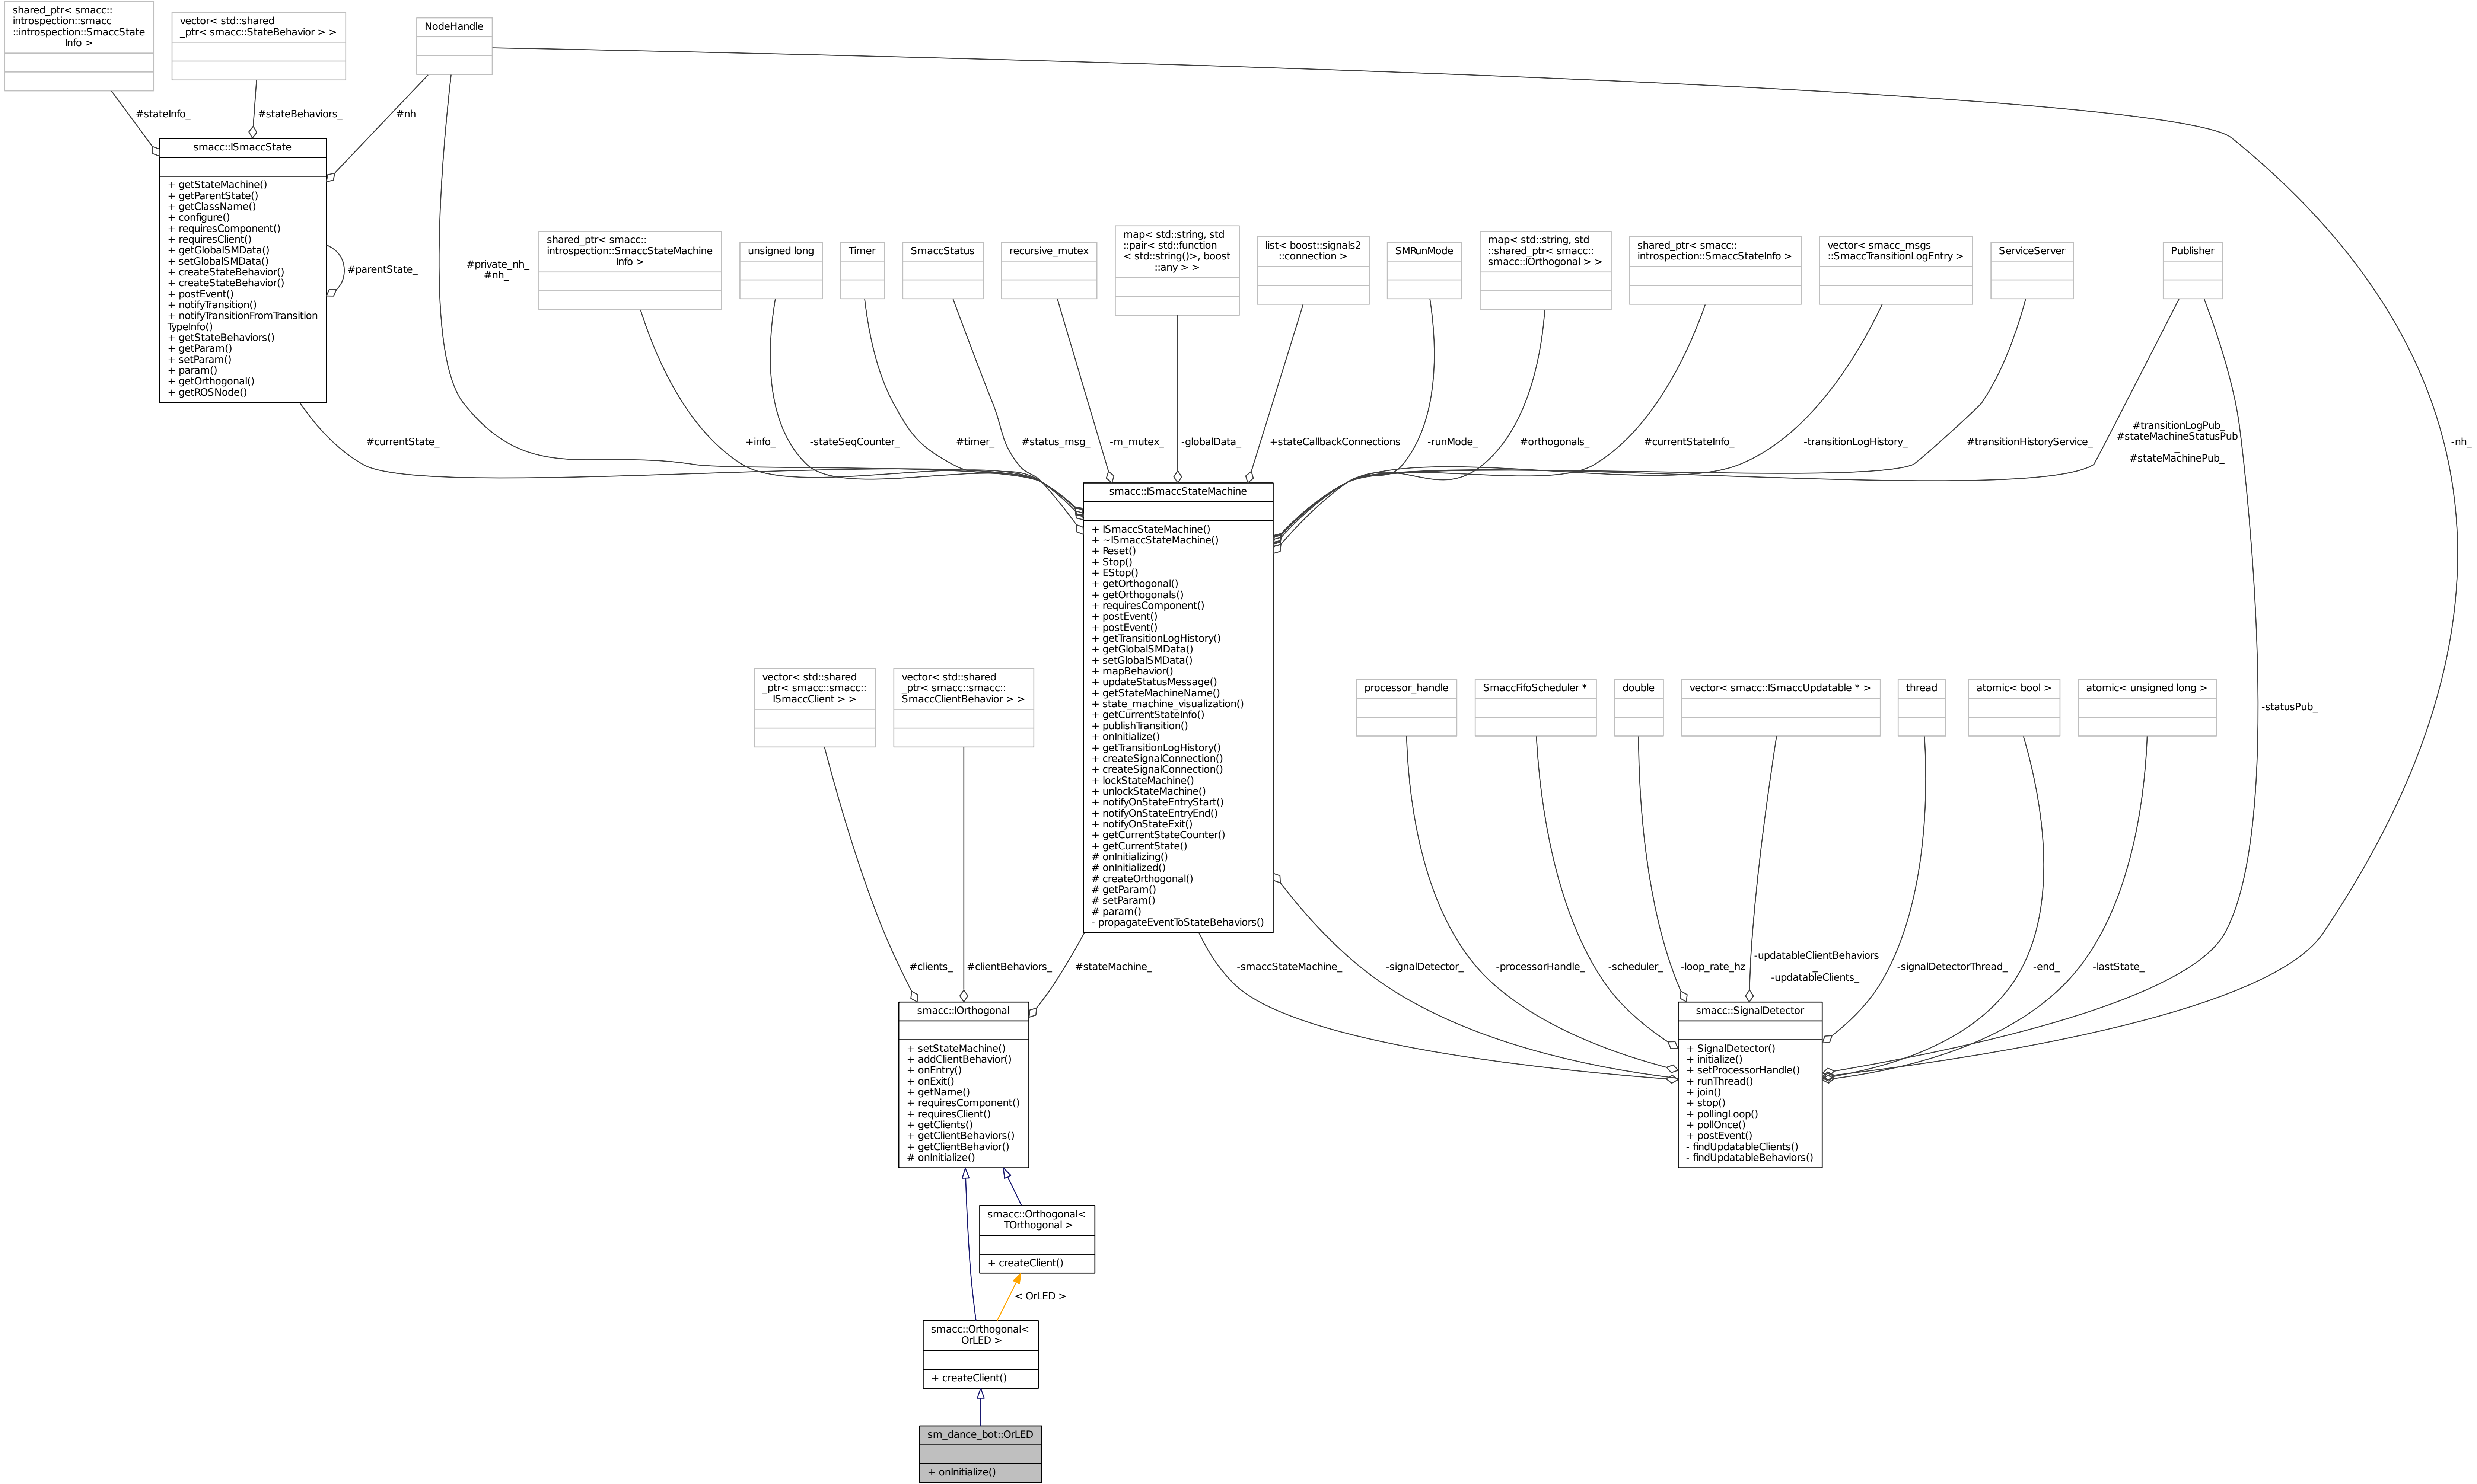 shared_ptr< smacc::
introspection::smacc
::introspection::SmaccState
Info >
vector< std::shared
_ptr< smacc::StateBehavior > >
NodeHandle
#stateInfo_
#stateBehaviors_
#nh
smacc::ISmaccState
+ getStateMachine()
+ getParentState()
+ getClassName()
+ configure()
+ requiresComponent()
+ requiresClient()
+ getGlobalSMData()
+ setGlobalSMData()
+ createStateBehavior()
+ createStateBehavior()
+ postEvent()
+ notifyTransition()
+ notifyTransitionFromTransition
TypeInfo()
+ getStateBehaviors()
+ getParam()
+ setParam()
+ param()
+ getOrthogonal()
+ getROSNode()
#parentState_
#private_nh_
#nh_
shared_ptr< smacc::
introspection::SmaccStateMachine
Info >
unsigned long
Timer
SmaccStatus
recursive_mutex
map< std::string, std
::pair< std::function
< std::string()>, boost
::any > >
list< boost::signals2
::connection >
SMRunMode
map< std::string, std
::shared_ptr< smacc::
smacc::IOrthogonal > >
shared_ptr< smacc::
introspection::SmaccStateInfo >
vector< smacc_msgs
::SmaccTransitionLogEntry >
ServiceServer
Publisher
#currentState_
+info_
-stateSeqCounter_
#timer_
#status_msg_
-m_mutex_
-globalData_
+stateCallbackConnections
-runMode_
#orthogonals_
#currentStateInfo_
-transitionLogHistory_
#transitionHistoryService_
#transitionLogPub_
#stateMachineStatusPub
_
#stateMachinePub_
-nh_
smacc::ISmaccStateMachine
+ ISmaccStateMachine()
+ ~ISmaccStateMachine()
+ Reset()
+ Stop()
+ EStop()
+ getOrthogonal()
+ getOrthogonals()
+ requiresComponent()
+ postEvent()
+ postEvent()
+ getTransitionLogHistory()
+ getGlobalSMData()
+ setGlobalSMData()
+ mapBehavior()
+ updateStatusMessage()
+ getStateMachineName()
+ state_machine_visualization()
+ getCurrentStateInfo()
+ publishTransition()
+ onInitialize()
+ getTransitionLogHistory()
+ createSignalConnection()
+ createSignalConnection()
+ lockStateMachine()
+ unlockStateMachine()
+ notifyOnStateEntryStart()
+ notifyOnStateEntryEnd()
+ notifyOnStateExit()
+ getCurrentStateCounter()
+ getCurrentState()
# onInitializing()
# onInitialized()
# createOrthogonal()
# getParam()
# setParam()
# param()
- propagateEventToStateBehaviors()
vector< std::shared
_ptr< smacc::smacc::
ISmaccClient > >
vector< std::shared
_ptr< smacc::smacc::
SmaccClientBehavior > >
processor_handle
SmaccFifoScheduler *
double
vector< smacc::ISmaccUpdatable * >
thread
atomic< bool >
atomic< unsigned long >
-statusPub_
#clients_
#clientBehaviors_
#stateMachine_
-smaccStateMachine_
-signalDetector_
-processorHandle_
-scheduler_
-loop_rate_hz
-updatableClientBehaviors
_
-updatableClients_
-signalDetectorThread_
-end_
-lastState_
smacc::IOrthogonal
+ setStateMachine()
+ addClientBehavior()
+ onEntry()
+ onExit()
+ getName()
+ requiresComponent()
+ requiresClient()
+ getClients()
+ getClientBehaviors()
+ getClientBehavior()
# onInitialize()
smacc::SignalDetector
+ SignalDetector()
+ initialize()
+ setProcessorHandle()
+ runThread()
+ join()
+ stop()
+ pollingLoop()
+ pollOnce()
+ postEvent()
- findUpdatableClients()
- findUpdatableBehaviors()
smacc::Orthogonal<
TOrthogonal >
+ createClient()
< OrLED >
smacc::Orthogonal<
OrLED >
+ createClient()
sm_dance_bot::OrLED
+ onInitialize()